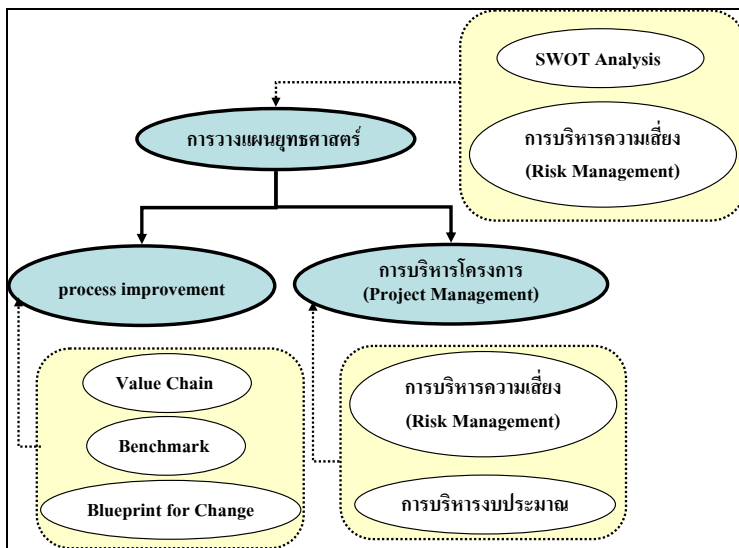 SWOT Analysis
การวางแผนยุทธศาสตร์
การบริหารความเสี่ยง
(Risk Management)
process improvement
การบริหารโครงการ
(Project Management)
Value Chain
Benchmark
Blueprint for Change
การบริหารความเสี่ยง
(Risk Management)
การบริหารงบประมาณ